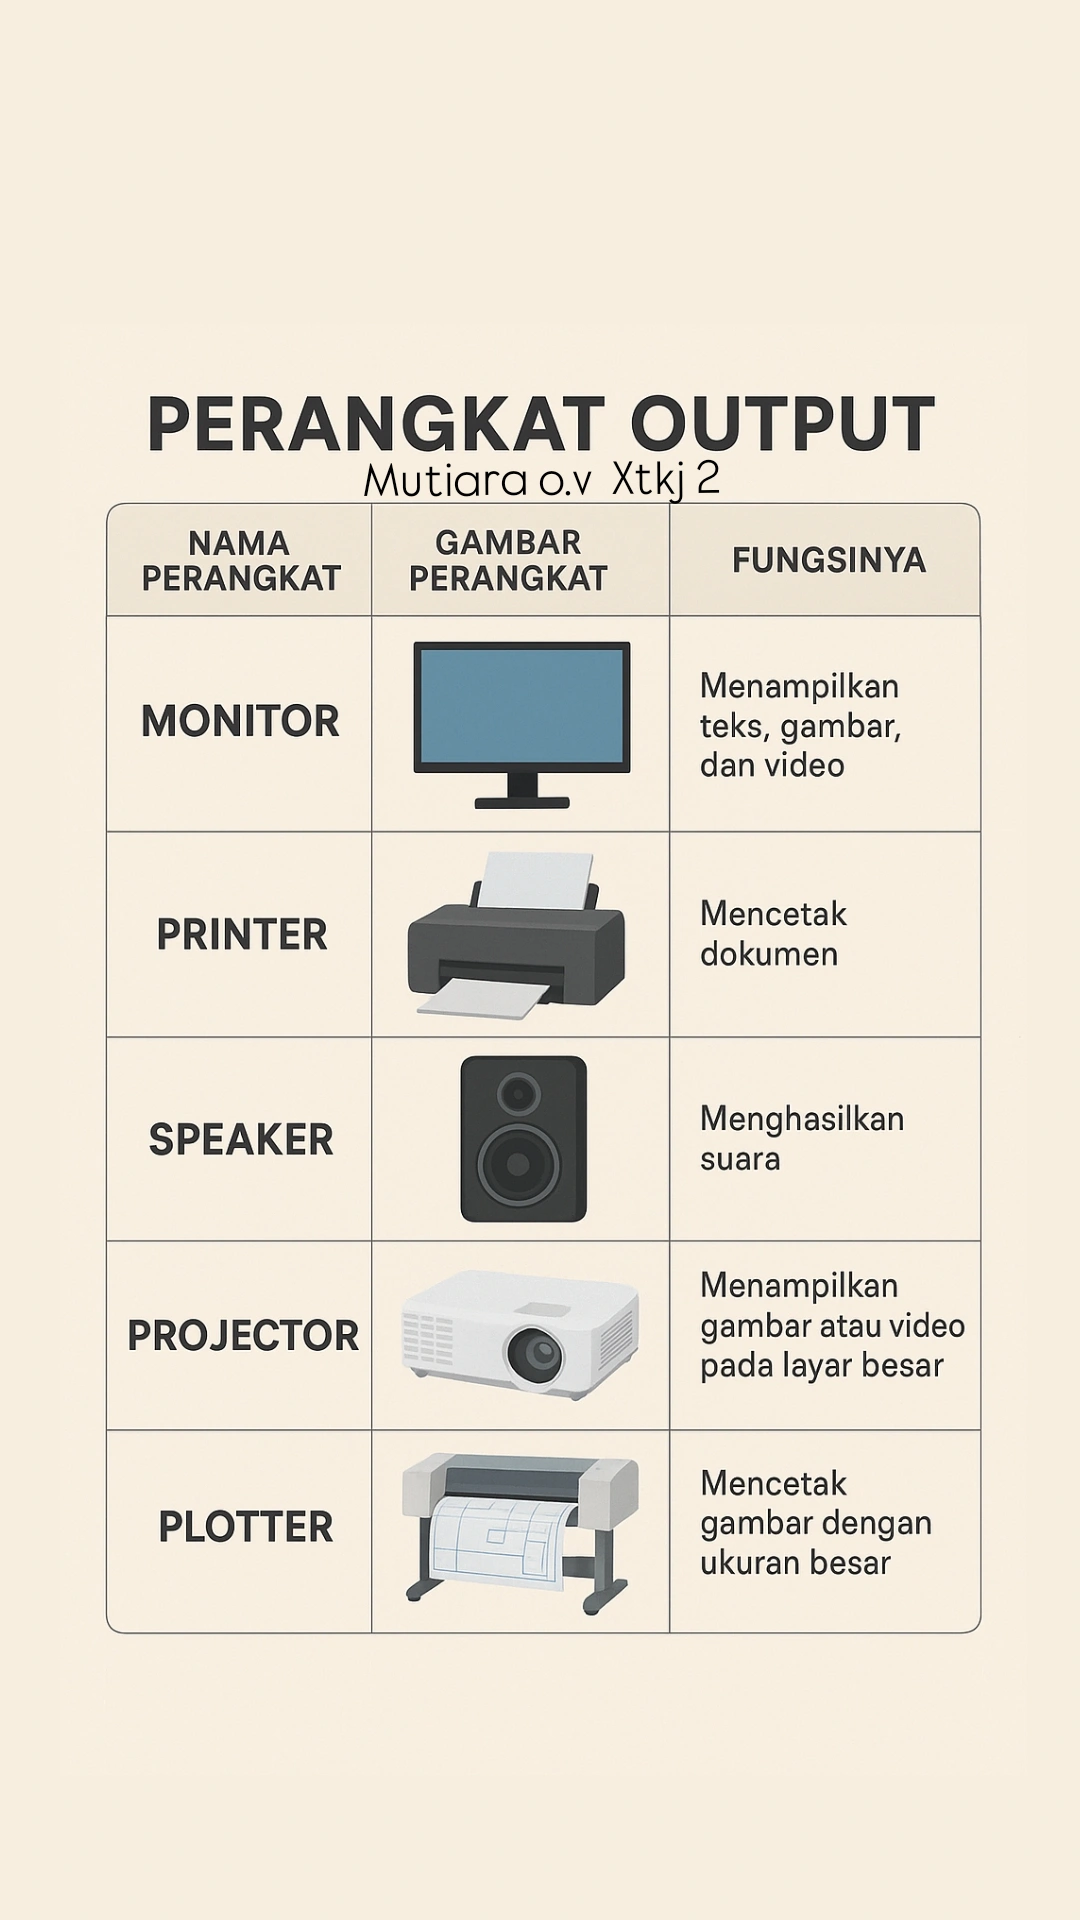 PERANGKAT OUTPUT
Mutiara o.v Xtkj 2
NAMA
PERANGKAT
GAMBAR
PERANGKAT
FUNGSINYA
MONITOR
Menampilkan
teks, gambar,
dan video
PRINTER
Mencetak
dokumen
SPEAKER
Menghasilkan
suara
PROJECTOR
Menampilkan
gambar atau video
pada layar besar
PLOTTER
Mencetak
gambar dengan
ukuran besar